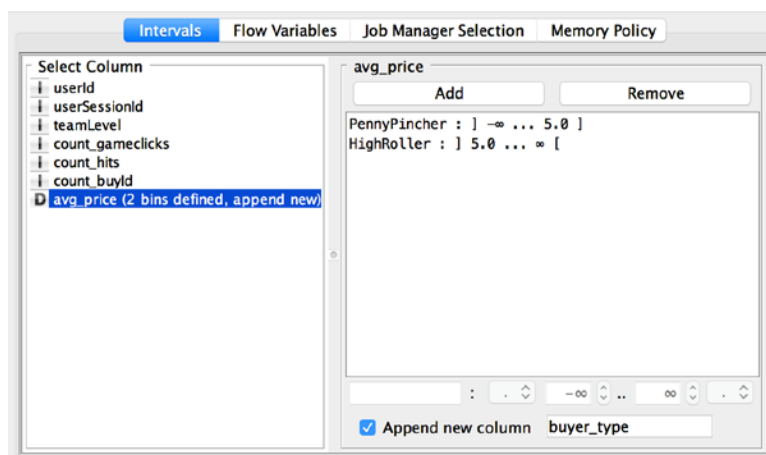 Intervals Flow Variables Job Manager Selection Memory Policy
Select Column
userId
userSessionId
teamLevel
count_gameclicks
count_hits
count_buyId
D avg_price (2 bins defined, append new)
avg_price
Add Remove
PennyPincher : ] -∞ ... 5.0 ]
HighRoller : ] 5.0 ... ∞ [
: . -∞ .. ∞ .
Append new column buyer_type